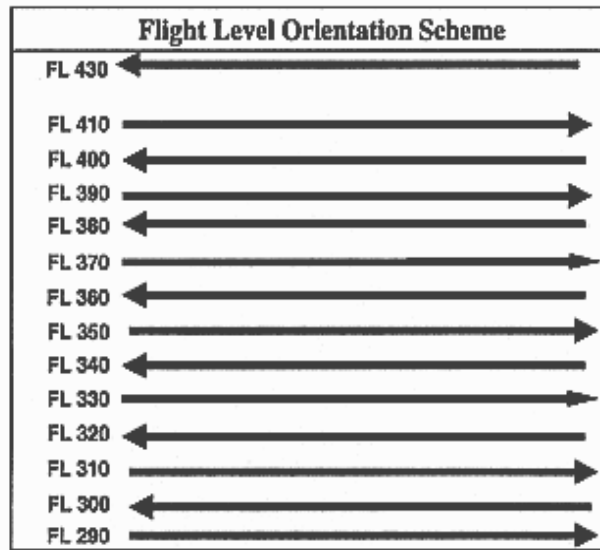 Flight Level Orientation Scheme
FL 430
FL 410
FL 400
FL 390
FL 380
FL 370
FL 360
FL 350
FL 340
FL 330
FL 320
FL 310
FL 300
FL 290